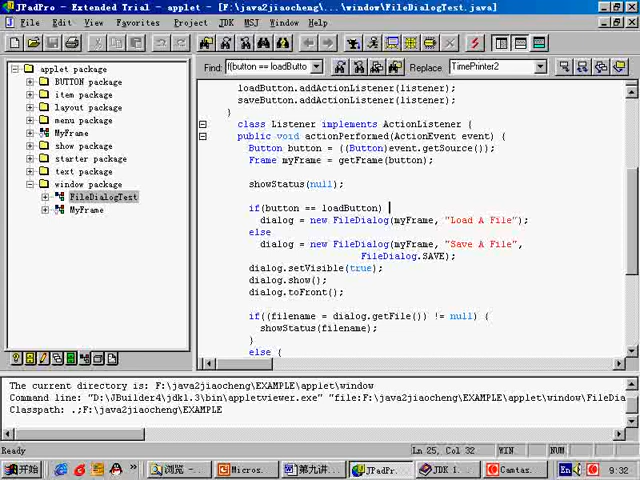 JPadPro - Extended Trial - applet - [F:\java2jiaocheng\...\window\FileDialogTest.java]
File Edit View Favorites Project JDK MSJ Window Help
Find: f(button == loadButto Replace: TimePrinter2
applet package
BUTTON package
item package
layout package
menu package
MyFrame
show package
starter package
text package
window package
FileDialogTest
MyFrame
loadButton.addActionListener(listener);
saveButton.addActionListener(listener);
}
class Listener implements ActionListener {
public void actionPerformed(ActionEvent event) {
Button button = ((Button)event.getSource());
Frame myFrame = getFrame(button);
showStatus(null);
if(button == loadButton)
dialog = new FileDialog(myFrame, "Load A File");
else
dialog = new FileDialog(myFrame, "Save A File",
FileDialog.SAVE);
dialog.setVisible(true);
dialog.show();
dialog.toFront();
if((filename = dialog.getFile()) != null) {
showStatus(filename);
}
else {
The current directory is: F:\java2jiaocheng\EXAMPLE\applet\window
Command line: "D:\JBuilder4\jdk1.3\bin\appletviewer.exe" "file:F:\java2jiaocheng\EXAMPLE\applet\window\FileDia
Classpath: .;F:\java2jiaocheng\EXAMPLE
Ready Ln 25, Col 32 WIN NUM
开始 » 浏览 -... Micros... 第九讲... JPadPr... JDK 1... Camtas... En 9:32